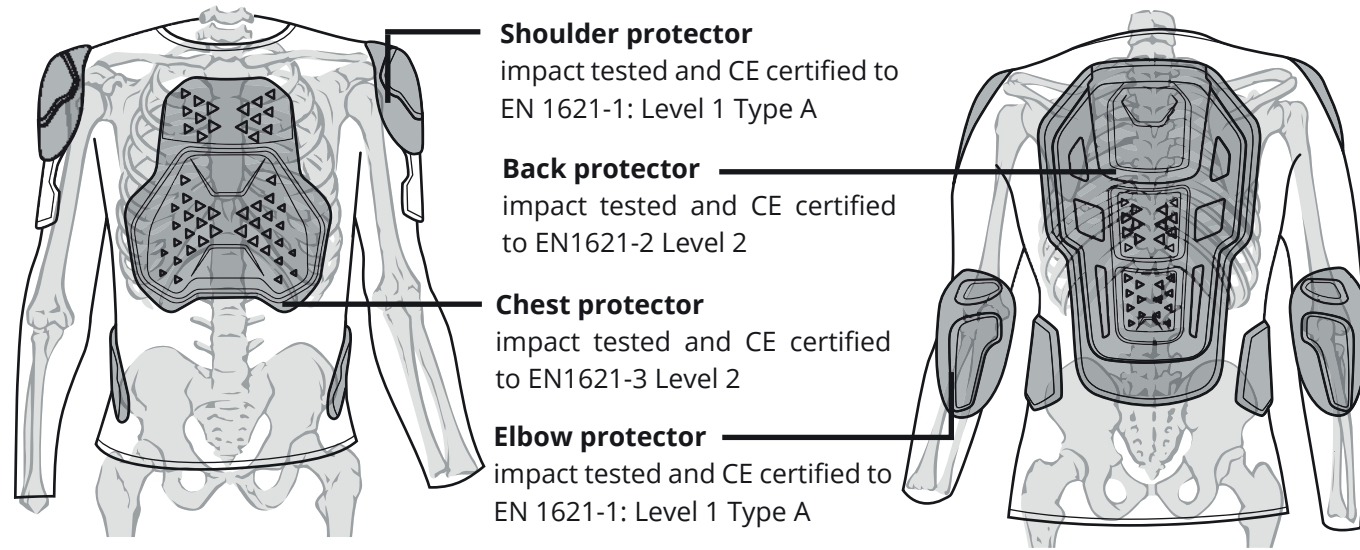 Shoulder protector
impact tested and CE certified to
EN 1621-1: Level 1 Type A
Back protector
impact tested and CE certified
to EN1621-2 Level 2
Chest protector
impact tested and CE certified
to EN1621-3 Level 2
Elbow protector
impact tested and CE certified to
EN 1621-1: Level 1 Type A